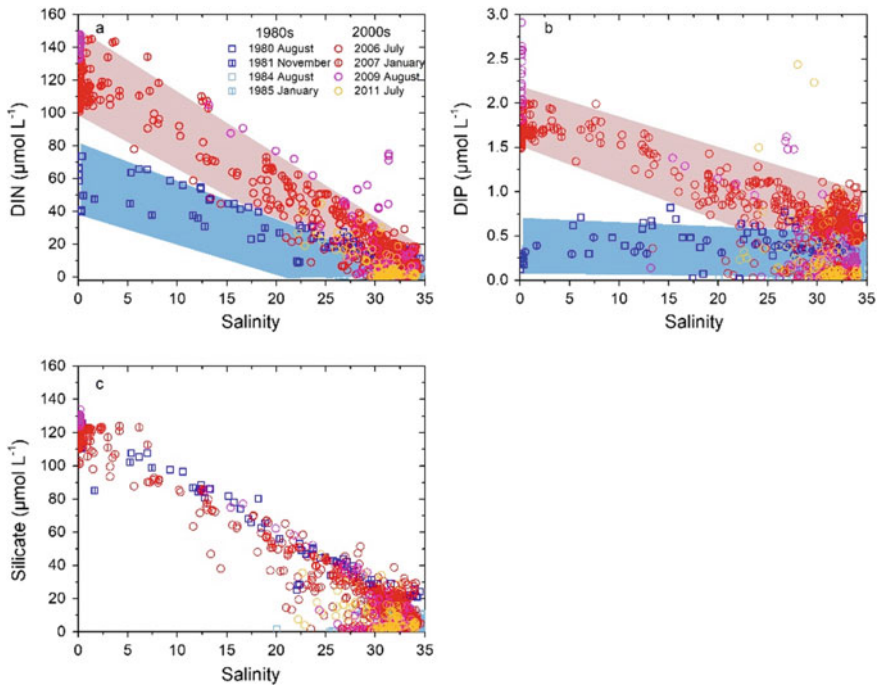 a
1980s 2000s
1980 August 2006 July
1981 November 2007 January
1984 August 2009 August
1985 January 2011 July
160
140
120
100
80
60
40
20
0
DIN (μmol L⁻¹)
0 5 10 15 20 25 30 35
Salinity
b
3.0
2.5
2.0
1.5
1.0
0.5
0.0
DIP (μmol L⁻¹)
0 5 10 15 20 25 30 35
Salinity
c
160
140
120
100
80
60
40
20
0
Silicate (μmol L⁻¹)
0 5 10 15 20 25 30 35
Salinity